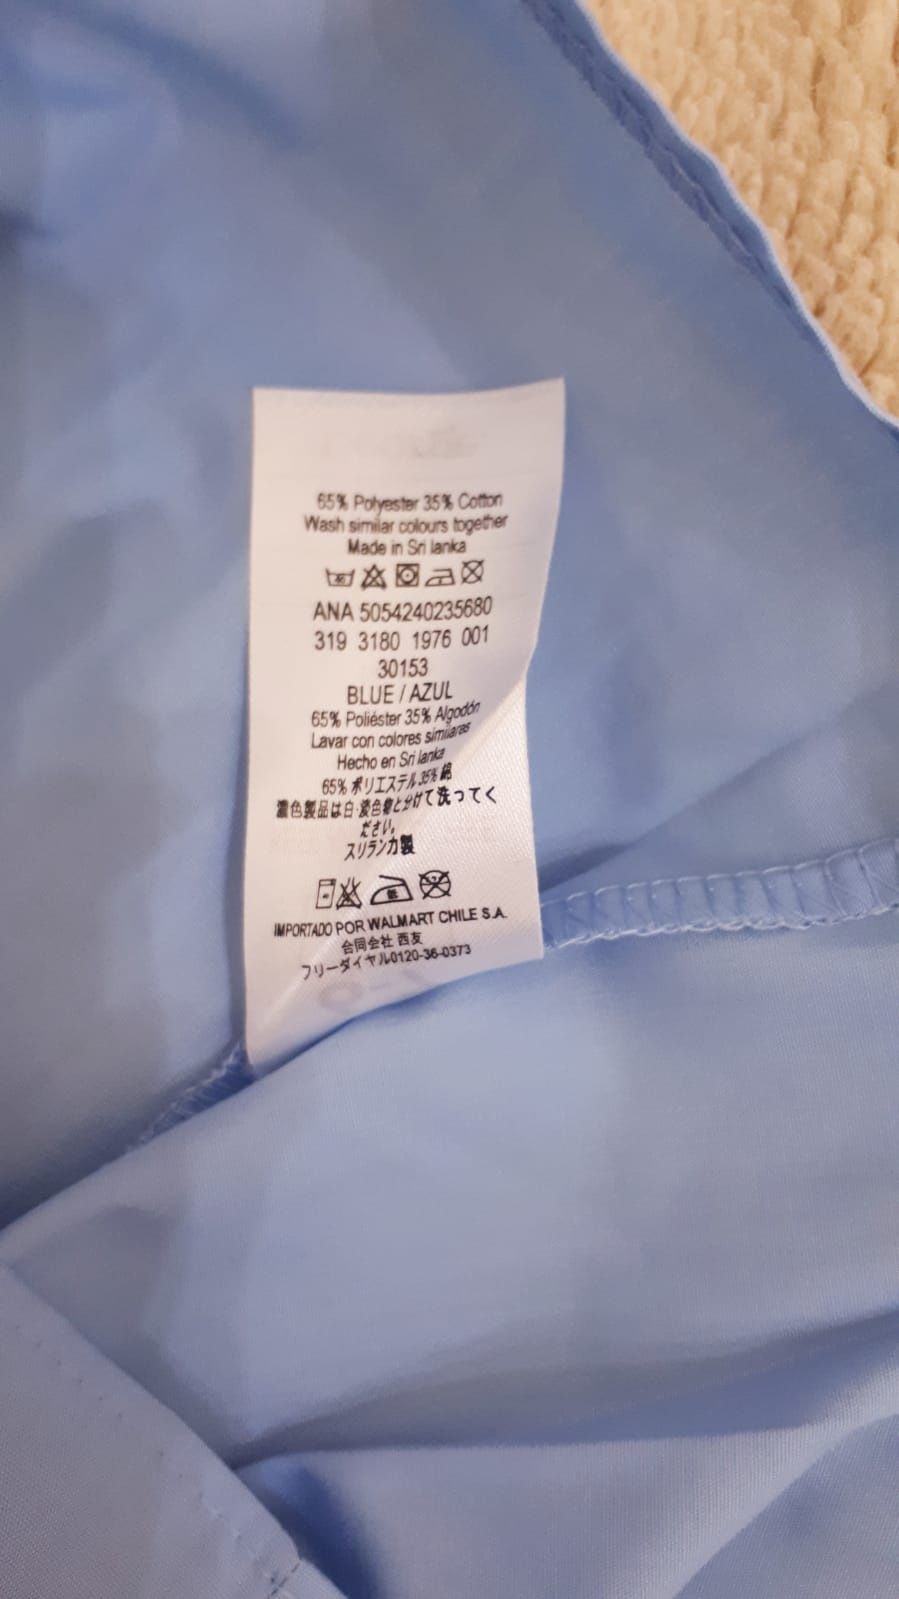 65% Polyester 35% Cotton
Wash similar colours together
Made in Sri lanka
ANA 5054240235680
319 3180 1976 001
30153
BLUE / AZUL
65% Poliéster 35% Algodón
Lavar con colores similares
Hecho en Sri lanka
65% ポリエステル 35% 綿
濃色製品は白・淡色物と分けて洗ってく
ださい。
スリランカ製
IMPORTADO POR WALMART CHILE S.A.
合同会社 西友
フリーダイヤル0120-36-0373